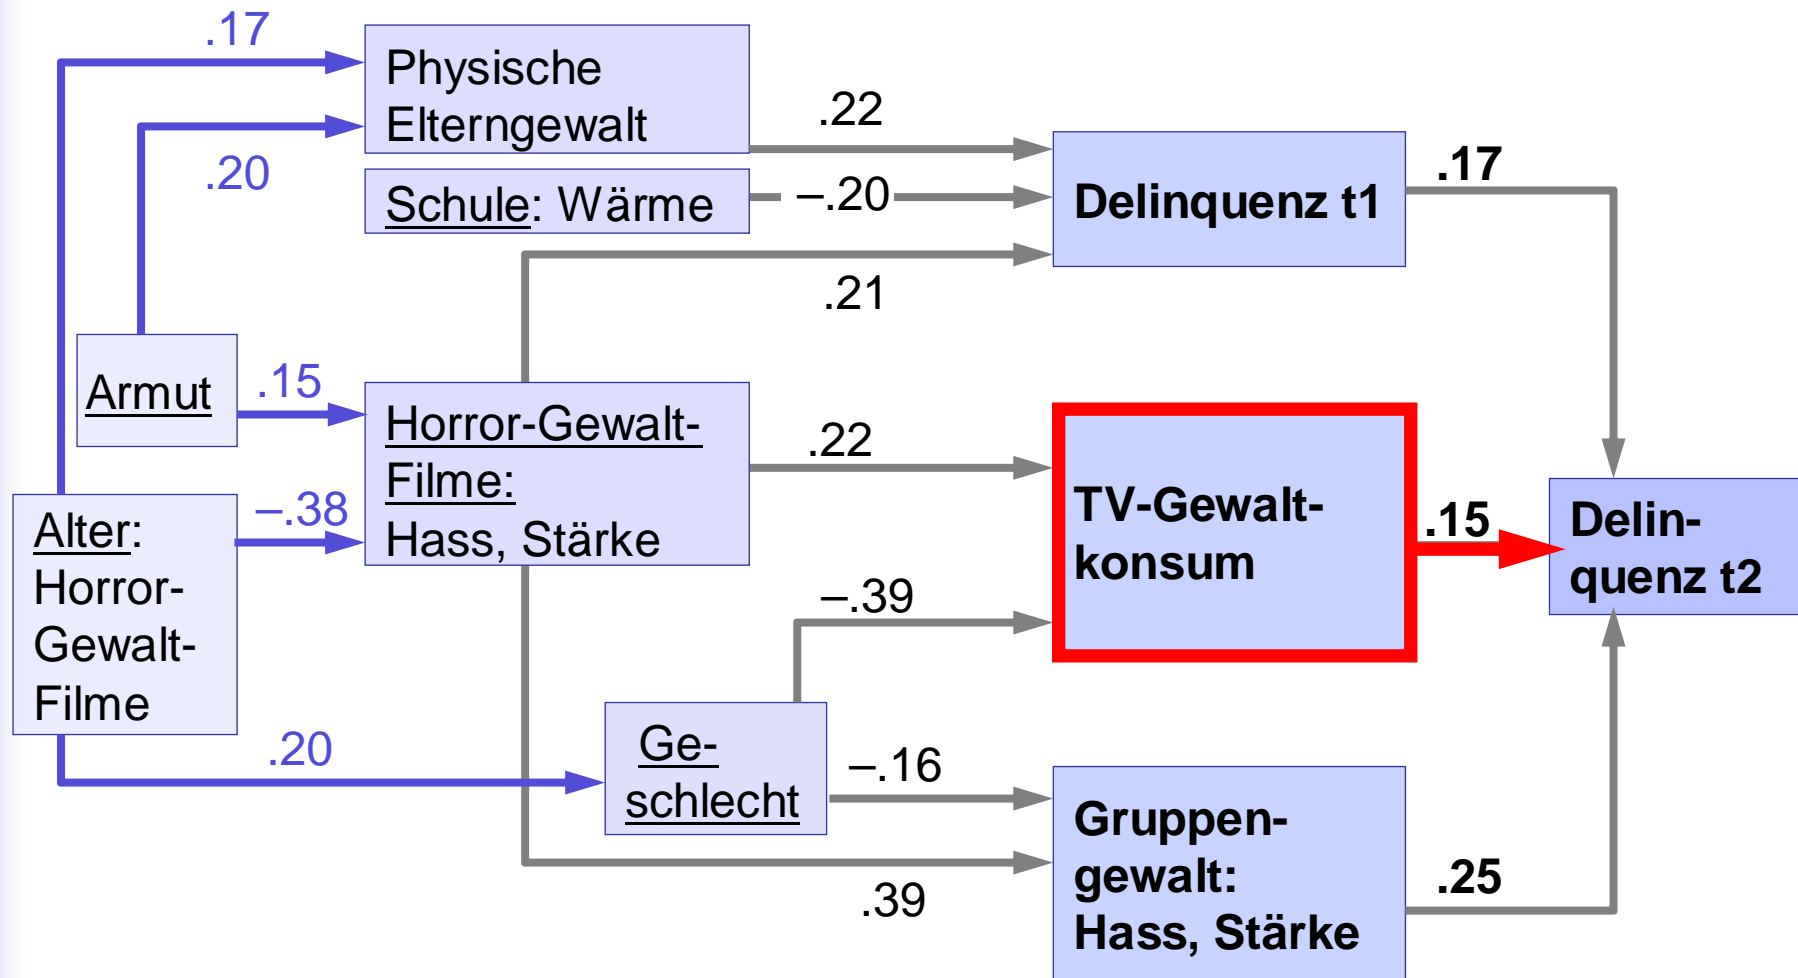 .17
Physische
Elterngewalt
.22
.20
Schule: Wärme
–.20
Delinquenz t1
.17
.21
Armut
.15
Horror-Gewalt-
Filme:
Hass, Stärke
.22
–.38
Alter:
Horror-
Gewalt-
Filme
TV-Gewalt-
konsum
.15
Delin-
quenz t2
–.39
.20
Ge-
schlecht
–.16
Gruppen-
gewalt:
Hass, Stärke
.39
.25